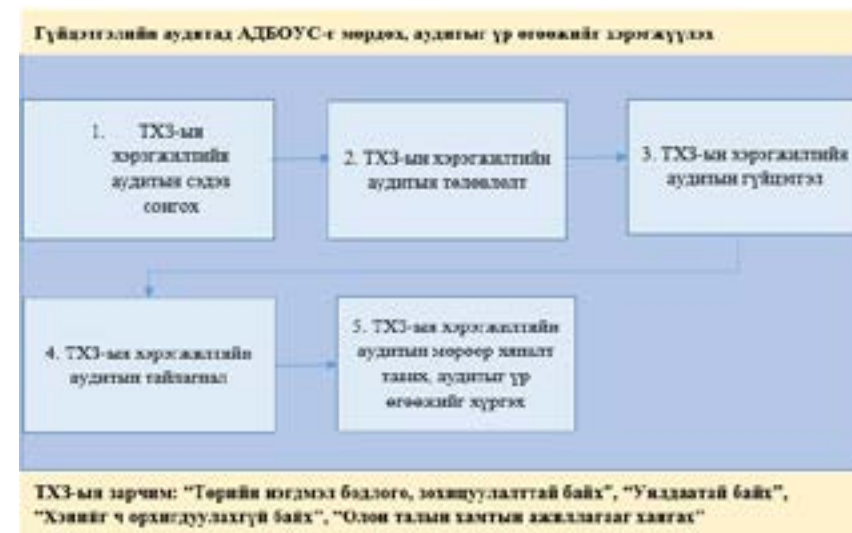 Гүйцэтгэлийн аудитад АДБОУС-г мөрдөх, аудитыг үр өгөөжийг хэрэгжүүлэх
1. ТХЗ-ын
хэрэгжилтийн
аудитын сэдэв
сонгох
2. ТХЗ-ын хэрэгжилтийн
аудитын төлөвлөлт
3. ТХЗ-ын хэрэгжилтийн
аудитын гүйцэтгэл
4. ТХЗ-ын хэрэгжилтийн
аудитын тайлагнал
5. ТХЗ-ын хэрэгжилтийн
аудитын мөрөөр хяналт
тавих, аудитыг үр
өгөөжийг хүргэх
ТХЗ-ын зарчим: “Төрийн нэгдмэл бодлого, зохицуулалттай байх”, “Уялдаатай байх”,
“Хэнийг ч орхигдуулахгүй байх”, “Олон талын хамтын ажиллагааг хангах”